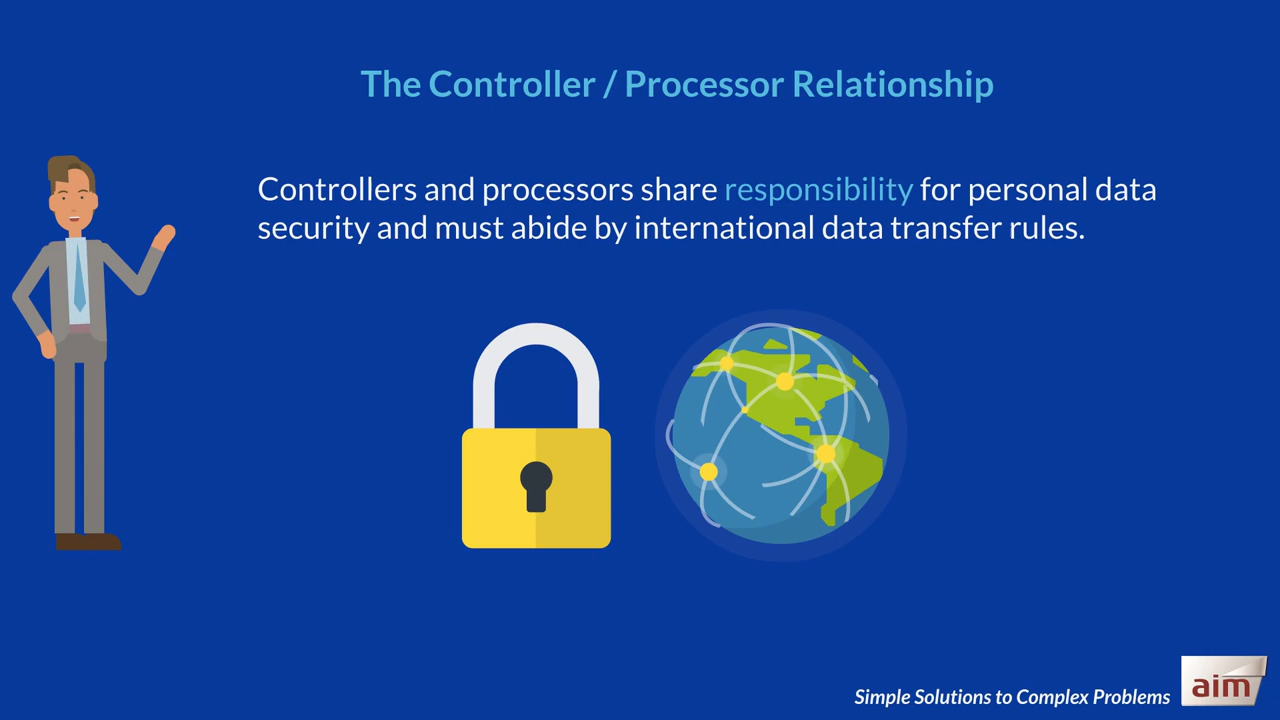 The Controller / Processor Relationship
Controllers and processors share responsibility for personal data
security and must abide by international data transfer rules.
Simple Solutions to Complex Problems
aim